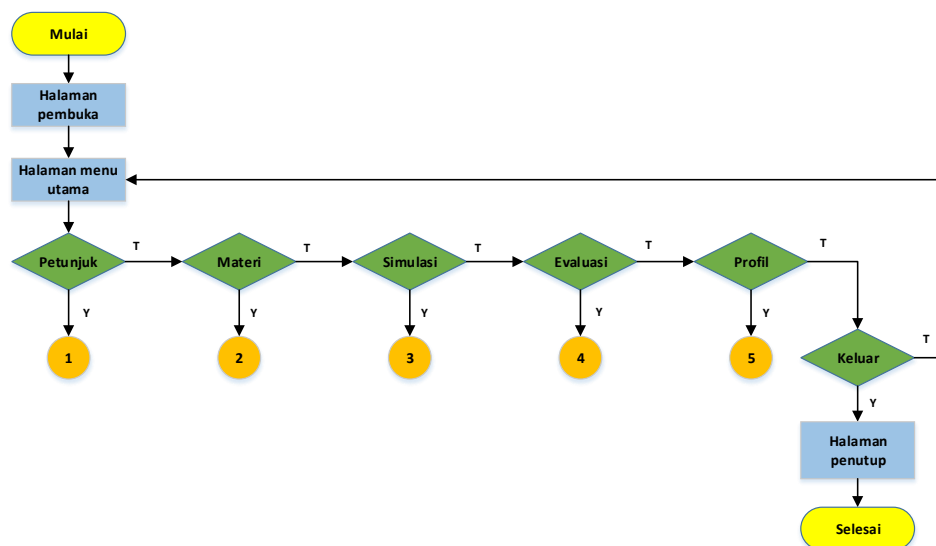 Mulai
Halaman
pembuka
Halaman menu
utama
Petunjuk
T
Materi
T
Simulasi
T
Evaluasi
T
Profil
T
Y
Y
Y
Y
Y
1
2
3
4
5
Keluar
T
Y
Halaman
penutup
Selesai